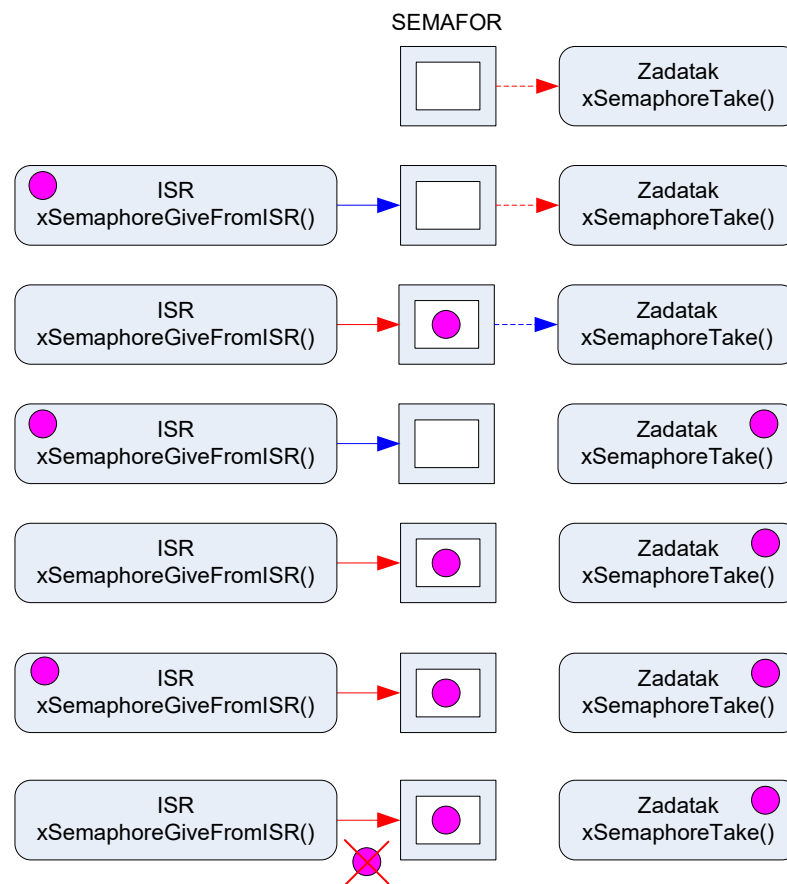 SEMAFOR
Zadatak
xSemaphoreTake()
ISR
xSemaphoreGiveFromISR()
Zadatak
xSemaphoreTake()
ISR
xSemaphoreGiveFromISR()
Zadatak
xSemaphoreTake()
ISR
xSemaphoreGiveFromISR()
Zadatak
xSemaphoreTake()
ISR
xSemaphoreGiveFromISR()
Zadatak
xSemaphoreTake()
ISR
xSemaphoreGiveFromISR()
Zadatak
xSemaphoreTake()
ISR
xSemaphoreGiveFromISR()
Zadatak
xSemaphoreTake()